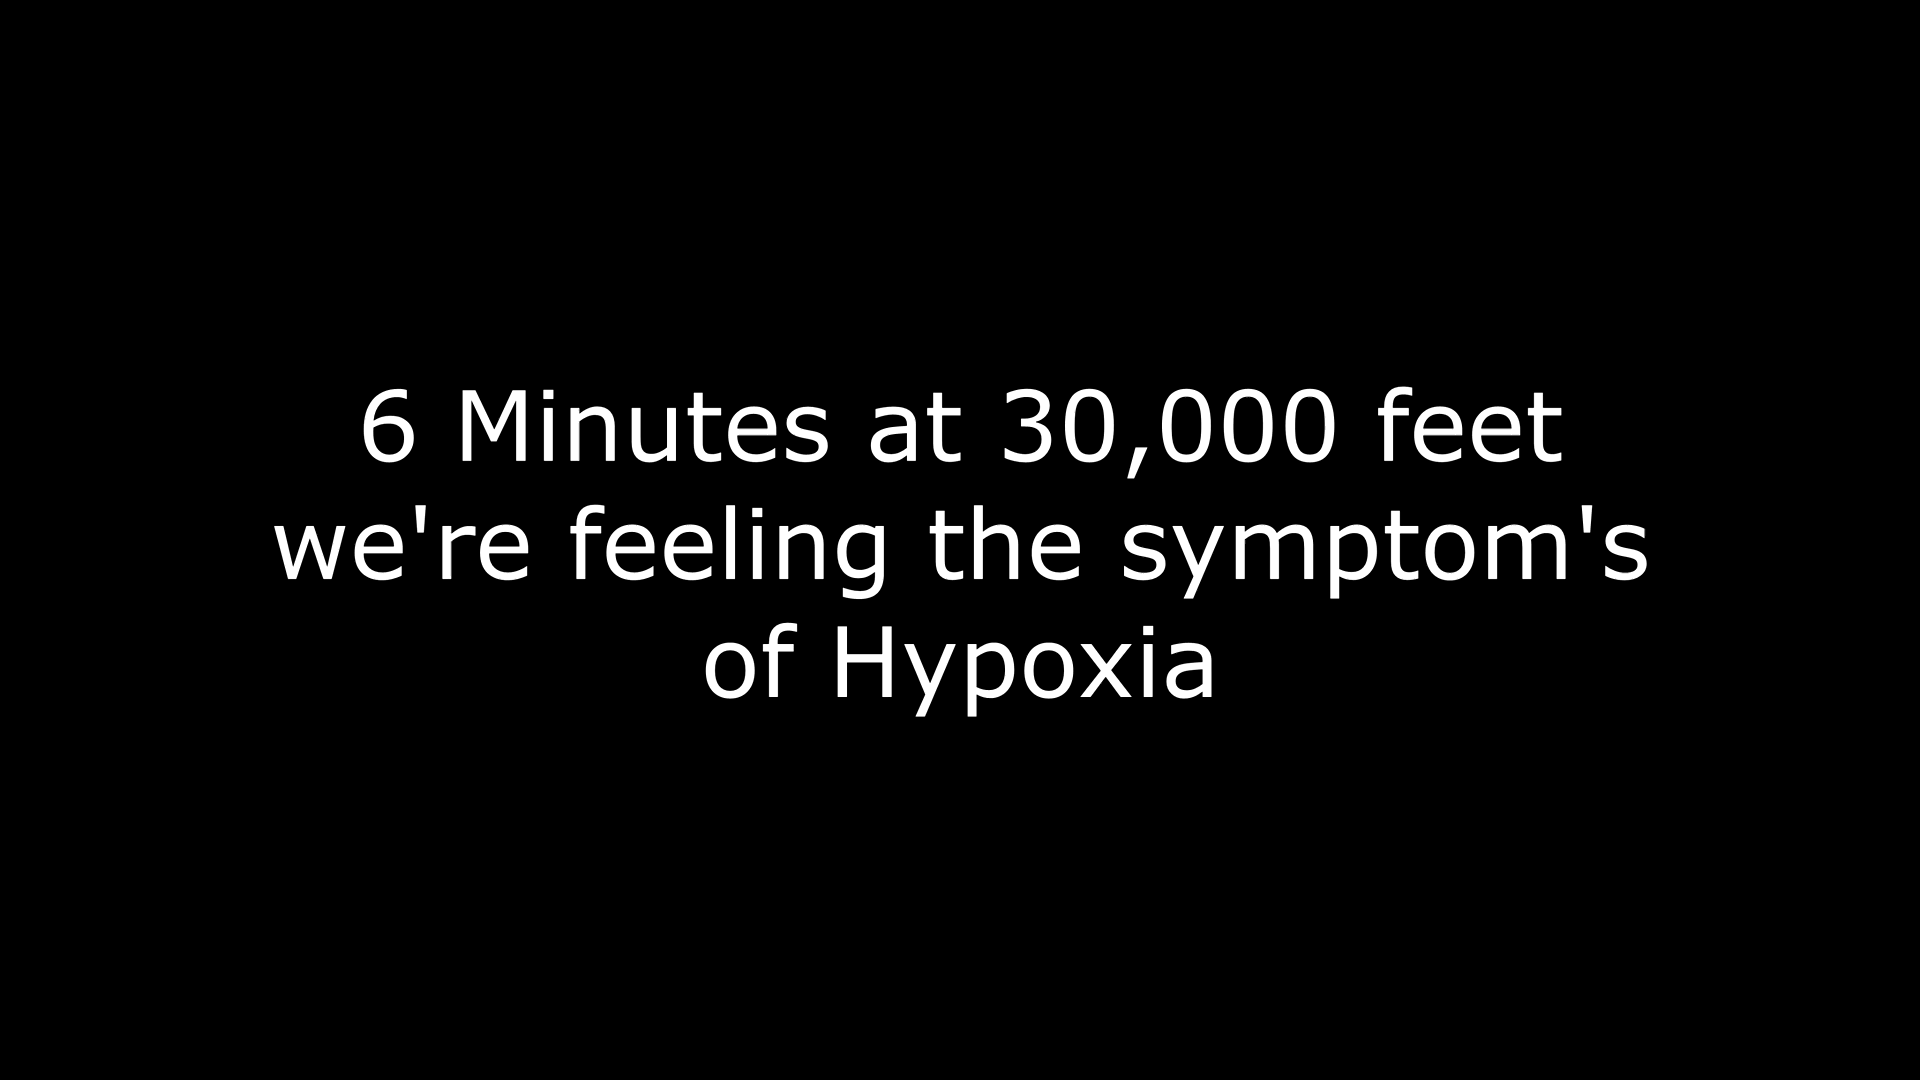 6 Minutes at 30,000 feet
we're feeling the symptom's
of Hypoxia